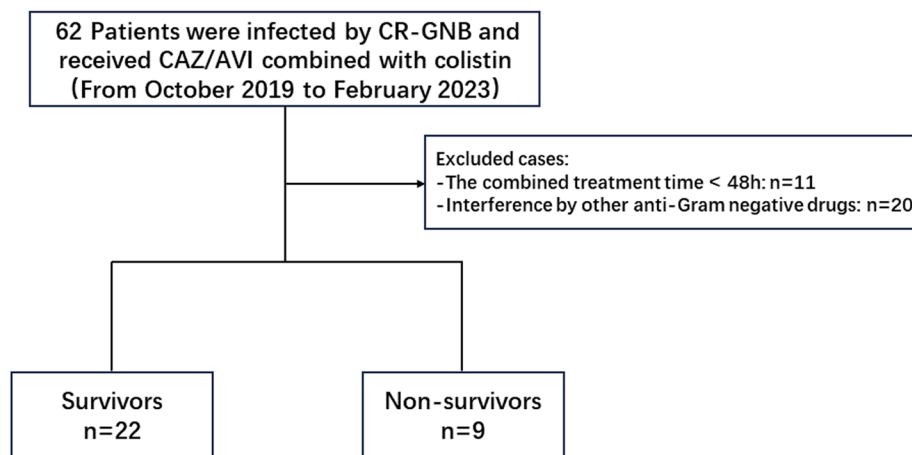 62 Patients were infected by CR-GNB and
received CAZ/AVI combined with colistin
(From October 2019 to February 2023)
Excluded cases:
-The combined treatment time < 48h: n=11
-Interference by other anti-Gram negative drugs: n=20
Survivors
n=22
Non-survivors
n=9